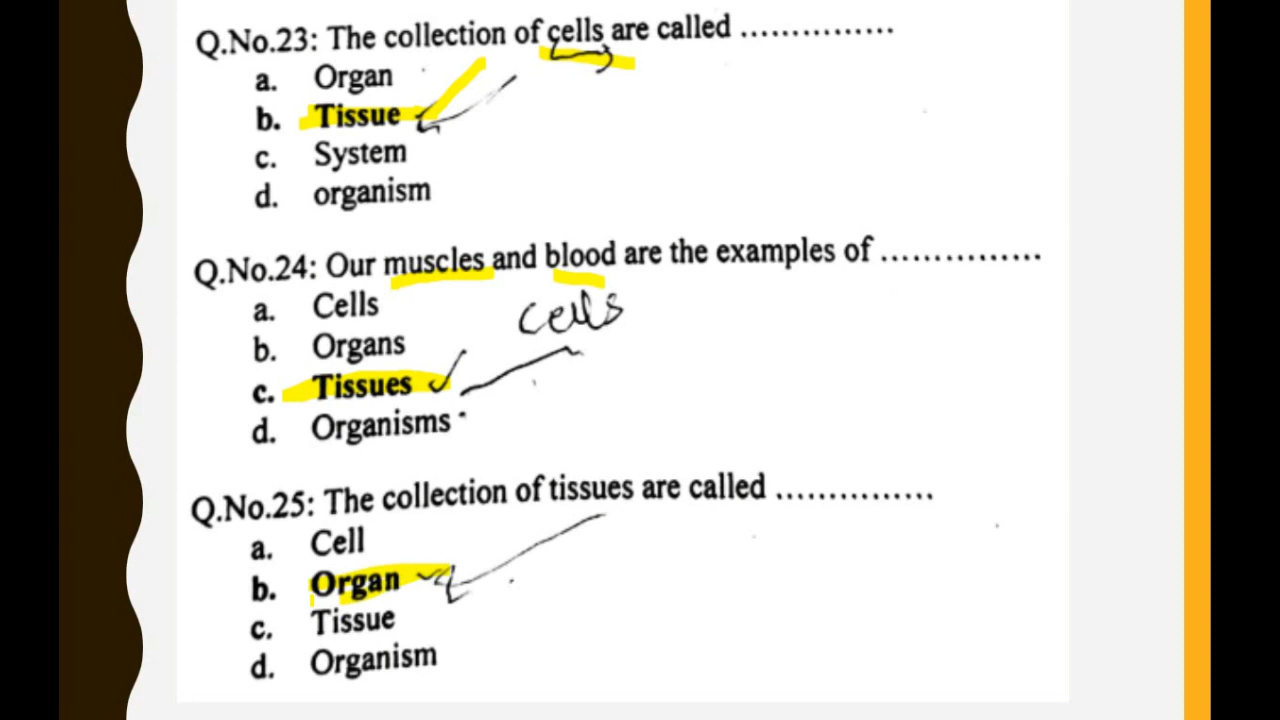 Q.No.23: The collection of cells are called ...............
a. Organ
b. Tissue
c. System
d. organism
Q.No.24: Our muscles and blood are the examples of ...............
a. Cells
cells
b. Organs
c. Tissues
d. Organisms
Q.No.25: The collection of tissues are called ...............
a. Cell
b. Organ
c. Tissue
d. Organism